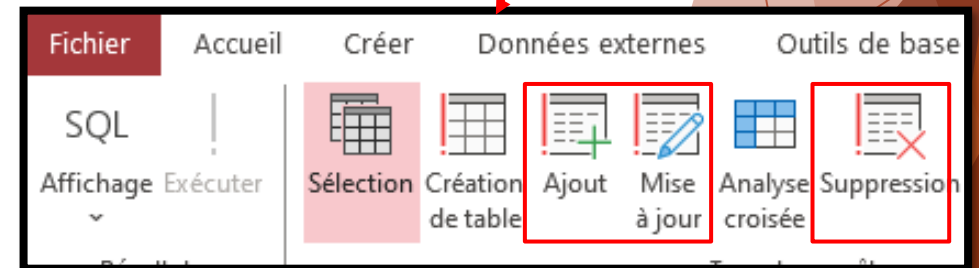 Fichier Accueil Créer Données externes Outils de base
SQL
Affichage Exécuter Sélection Création de table Ajout Mise à jour Analyse croisée Suppression